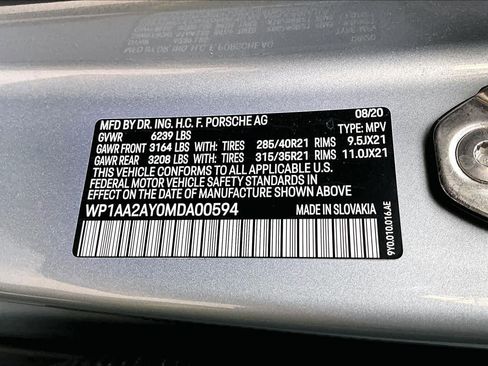 MFD BY DR. ING. H.C. F. PORSCHE AG 08/20
GVWR 6239 LBS TYPE: MPV
GAWR FRONT 3164 LBS WITH: TIRES 285/40R21 RIMS 9.5JX21
GAWR REAR 3208 LBS WITH: TIRES 315/35R21 RIMS 11.0JX21
THIS VEHICLE CONFORMS TO ALL APPLICABLE
FEDERAL MOTOR VEHICLE SAFETY STANDARDS IN
EFFECT ON THE DATE OF MANUFACTURE SHOWN ABOVE
WP1AA2AY0MDA00594 MADE IN SLOVAKIA
9Y0.010.016.AE